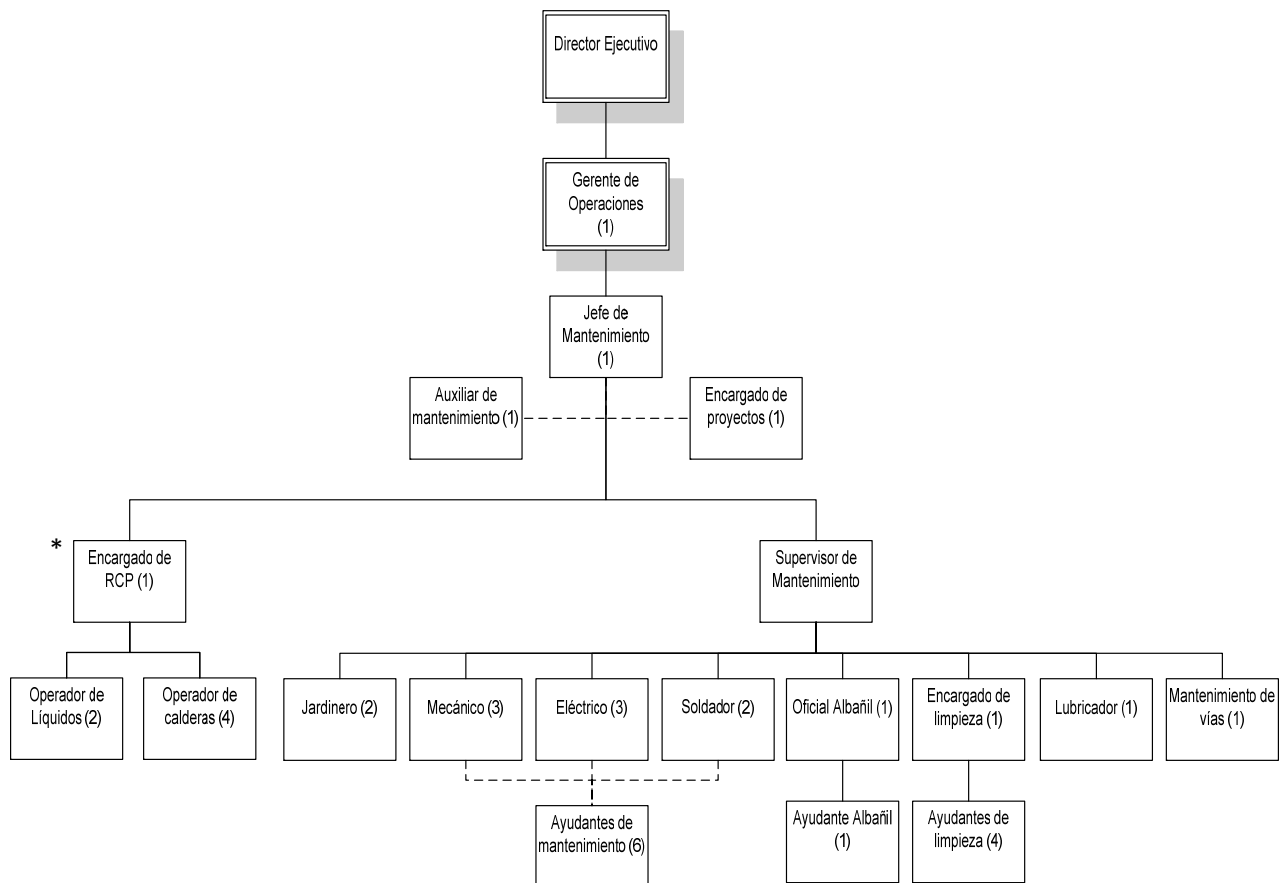 Director Ejecutivo
Gerente de
Operaciones
(1)
Jefe de
Mantenimiento
(1)
Auxiliar de
mantenimiento (1)
Encargado de
proyectos (1)
*
Encargado de
RCP (1)
Supervisor de
Mantenimiento
Operador de
Líquidos (2)
Operador de
calderas (4)
Jardinero (2)
Mecánico (3)
Eléctrico (3)
Soldador (2)
Oficial Albañil (1)
Encargado de
limpieza (1)
Lubricador (1)
Mantenimiento de
vías (1)
Ayudantes de
mantenimiento (6)
Ayudante Albañil
(1)
Ayudantes de
limpieza (4)